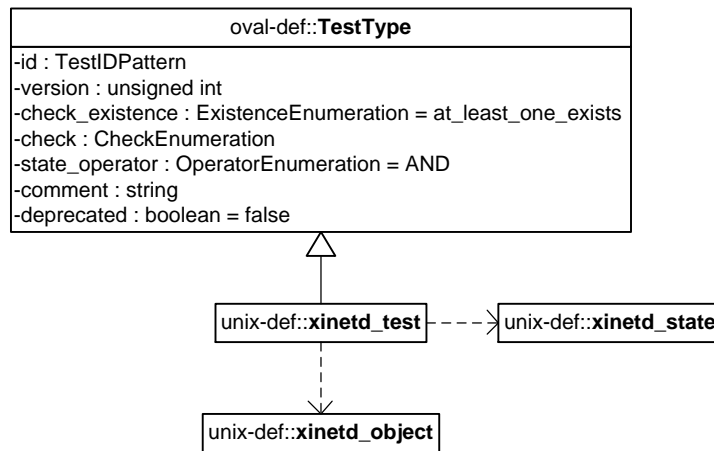 oval-def::TestType
-id : TestIDPattern
-version : unsigned int
-check_existence : ExistenceEnumeration = at_least_one_exists
-check : CheckEnumeration
-state_operator : OperatorEnumeration = AND
-comment : string
-deprecated : boolean = false
unix-def::xinetd_test
unix-def::xinetd_state
unix-def::xinetd_object